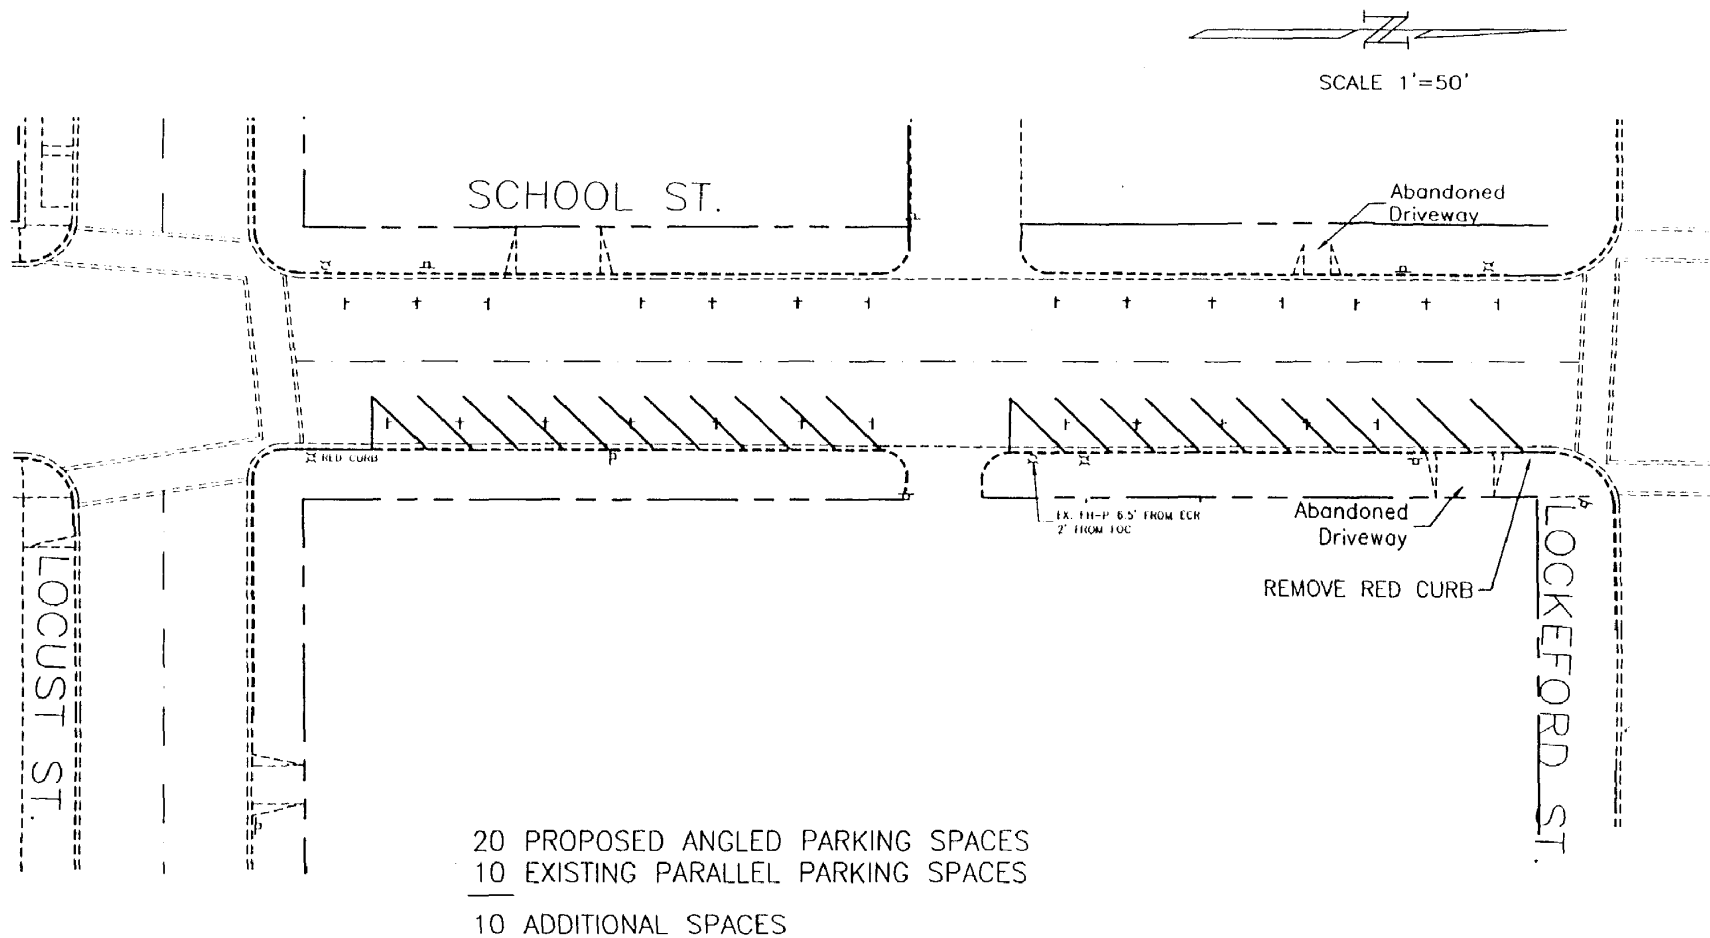 SCALE 1'=50'
SCHOOL ST.
Abandoned
Driveway
RED CURB
EX. FH-P 6.5' FROM ECR
2' FROM FOC
Abandoned
Driveway
REMOVE RED CURB
LOCUST ST.
LOCKEFORD ST.
20 PROPOSED ANGLED PARKING SPACES
10 EXISTING PARALLEL PARKING SPACES
10 ADDITIONAL SPACES